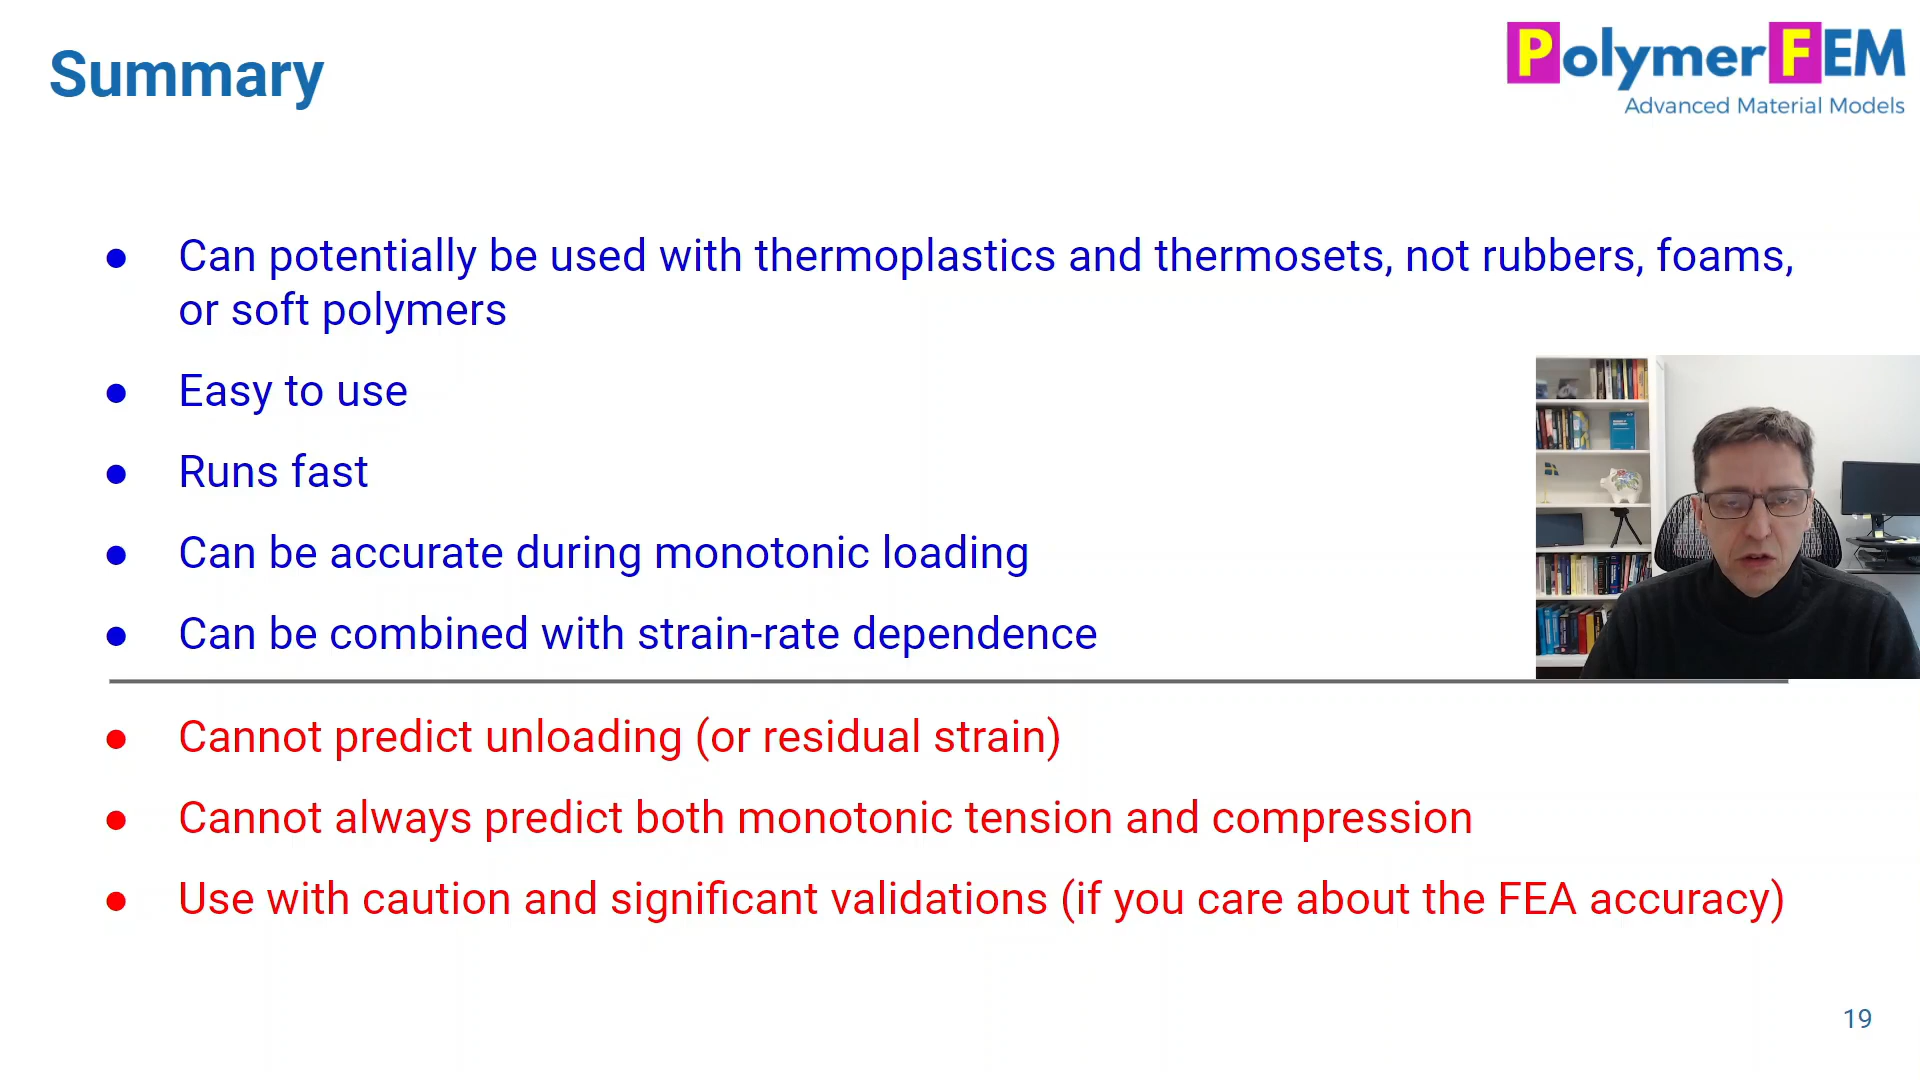 Summary
PolymerFEM
Advanced Material Models
● Can potentially be used with thermoplastics and thermosets, not rubbers, foams,
or soft polymers
● Easy to use
● Runs fast
● Can be accurate during monotonic loading
● Can be combined with strain-rate dependence
● Cannot predict unloading (or residual strain)
● Cannot always predict both monotonic tension and compression
● Use with caution and significant validations (if you care about the FEA accuracy)
19